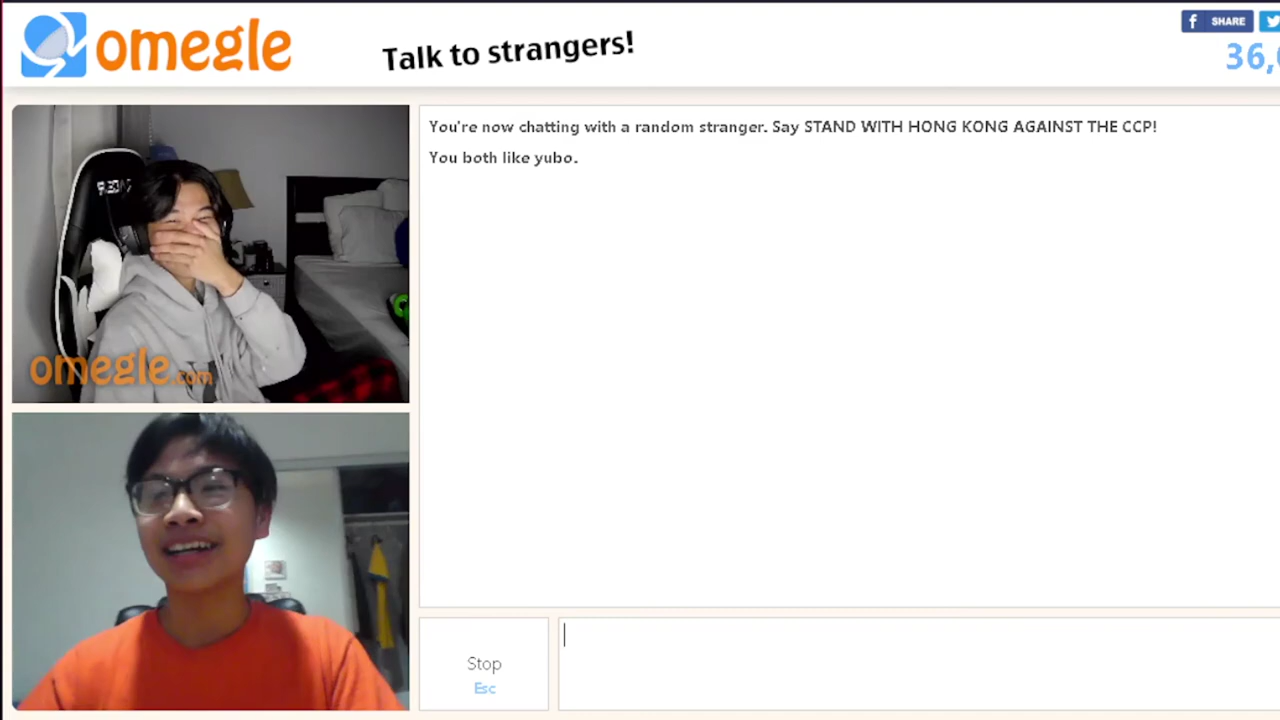 omegle
Talk to strangers!
f SHARE
36,
You're now chatting with a random stranger. Say STAND WITH HONG KONG AGAINST THE CCP!
You both like yubo.
omegle.com
Stop
Esc